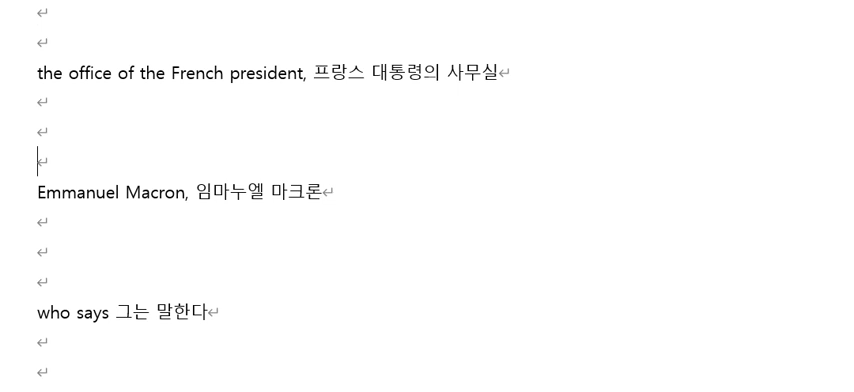 the office of the French president, 프랑스 대통령의 사무실
Emmanuel Macron, 임마누엘 마크론
who says 그는 말한다